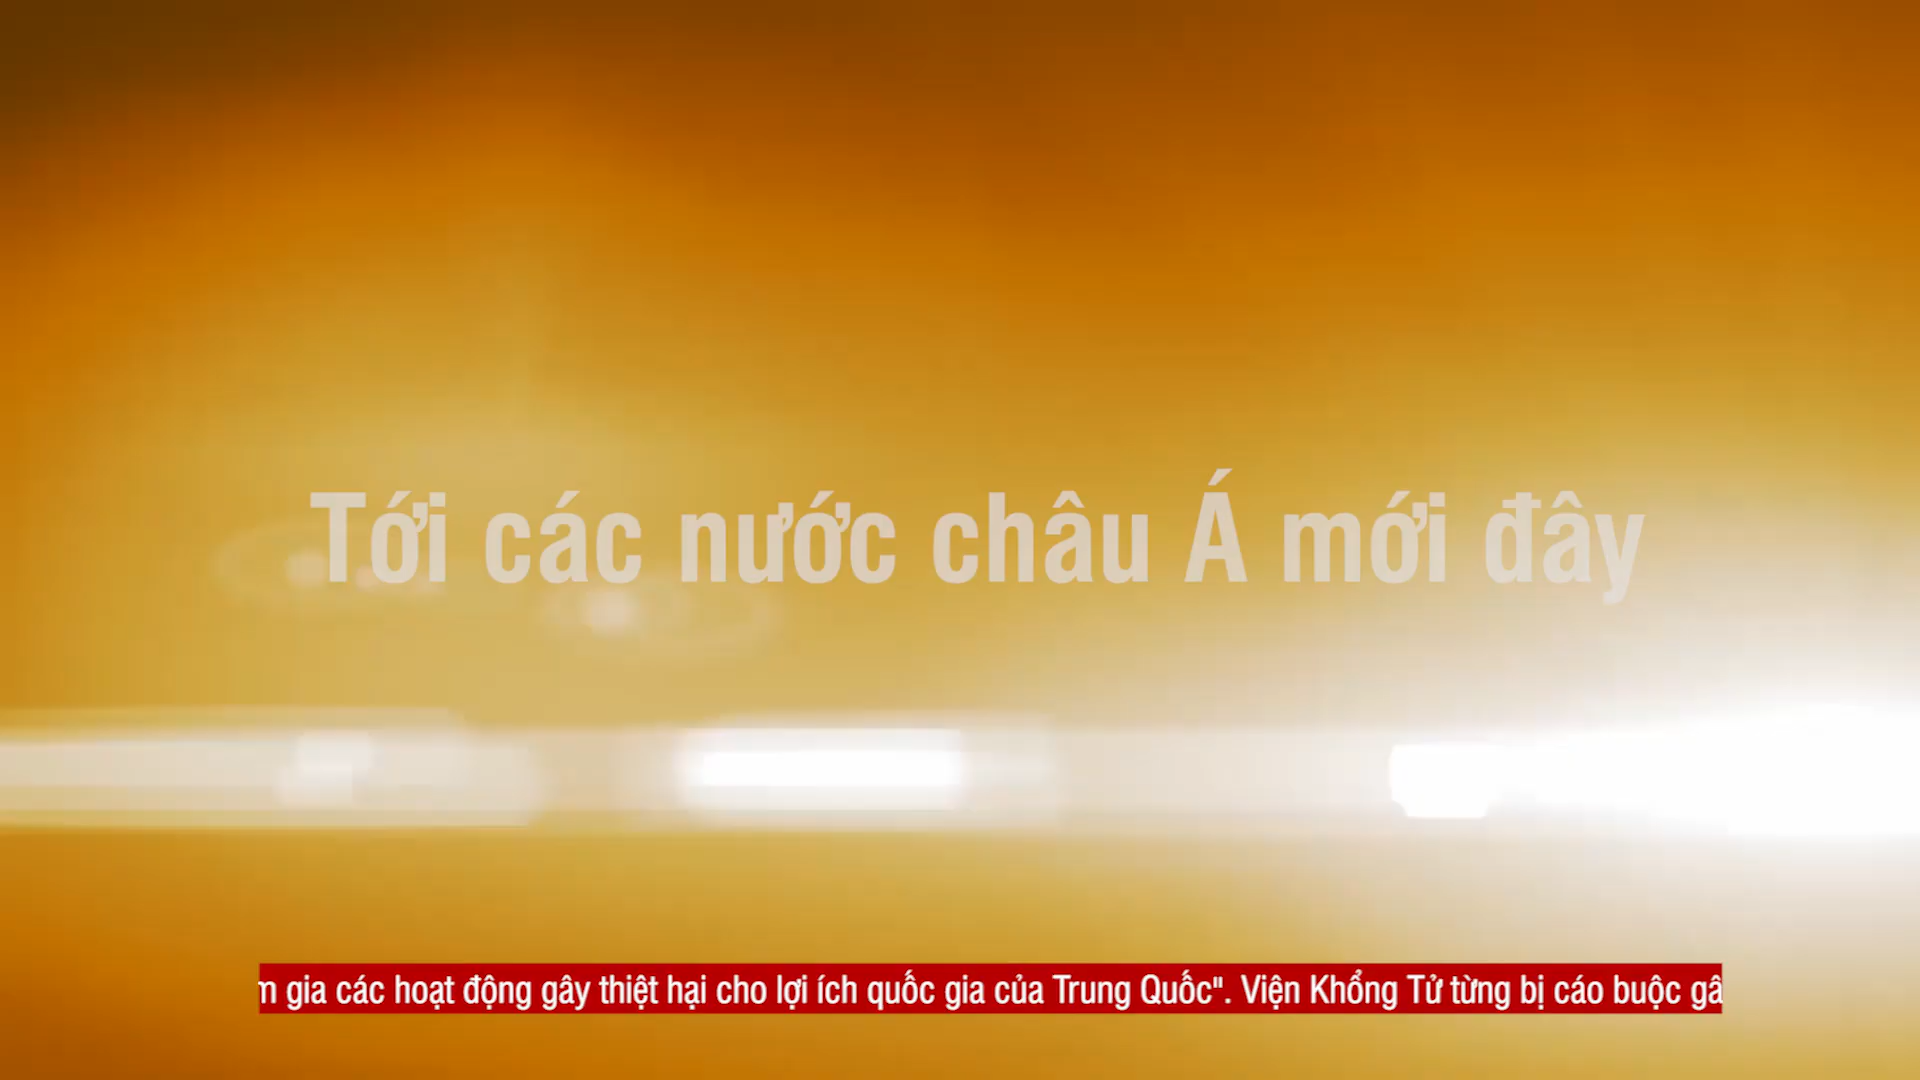 Tới các nước châu Á mới đây
gia các hoạt động gây thiệt hại cho lợi ích quốc gia của Trung Quốc". Viện Khổng Tử từng bị cáo buộc